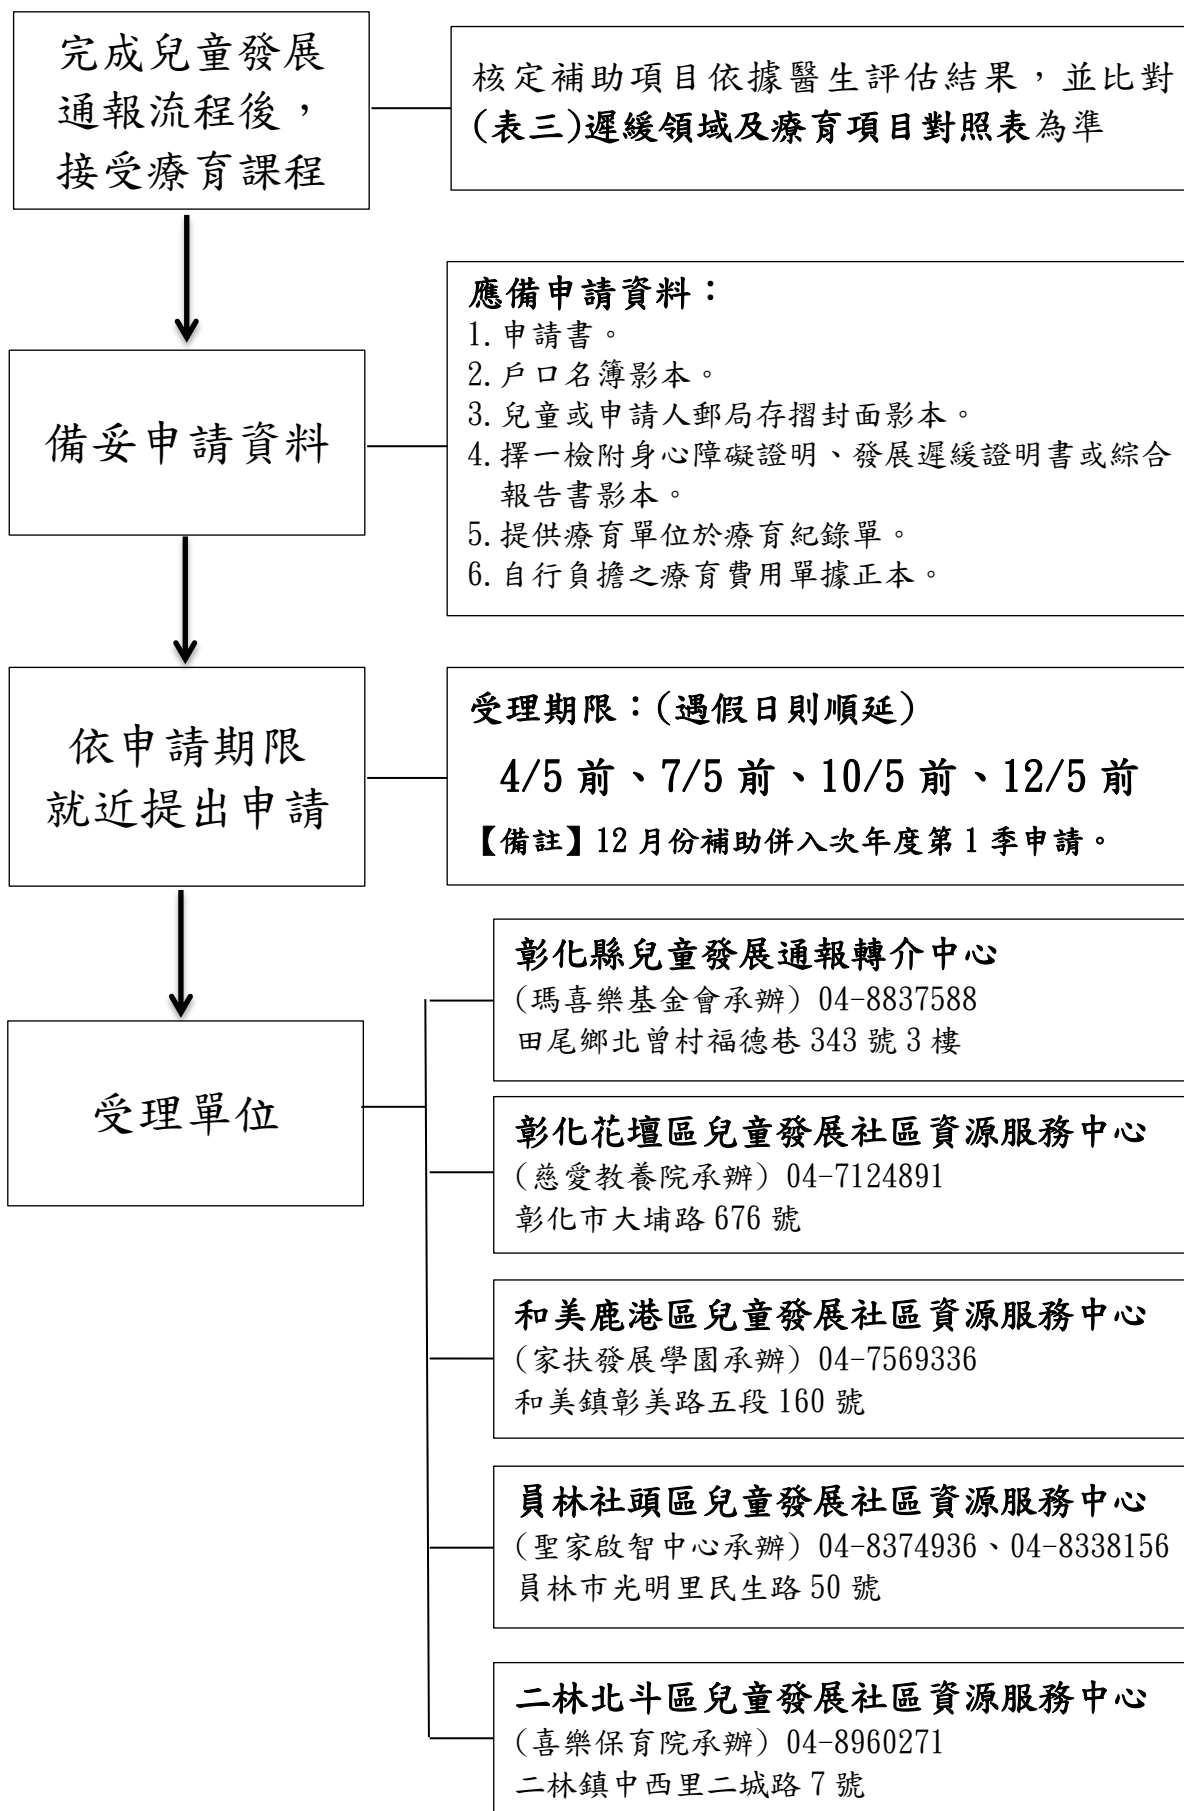 完成兒童發展
通報流程後，
接受療育課程
核定補助項目依據醫生評估結果，並比對
(表三)遲緩領域及療育項目對照表為準
備妥申請資料
應備申請資料：
1.申請書。
2.戶口名簿影本。
3.兒童或申請人郵局存摺封面影本。
4.擇一檢附身心障礙證明、發展遲緩證明書或綜合
報告書影本。
5.提供療育單位於療育紀錄單。
6.自行負擔之療育費用單據正本。
依申請期限
就近提出申請
受理期限：(遇假日則順延)
4/5 前、7/5 前、10/5 前、12/5 前
【備註】12 月份補助併入次年度第 1 季申請。
受理單位
彰化縣兒童發展通報轉介中心
(瑪喜樂基金會承辦) 04-8837588
田尾鄉北曾村福德巷 343 號 3 樓
彰化花壇區兒童發展社區資源服務中心
(慈愛教養院承辦) 04-7124891
彰化市大埔路 676 號
和美鹿港區兒童發展社區資源服務中心
(家扶發展學園承辦) 04-7569336
和美鎮彰美路五段 160 號
員林社頭區兒童發展社區資源服務中心
(聖家啟智中心承辦) 04-8374936、04-8338156
員林市光明里民生路 50 號
二林北斗區兒童發展社區資源服務中心
(喜樂保育院承辦) 04-8960271
二林鎮中西里二城路 7 號